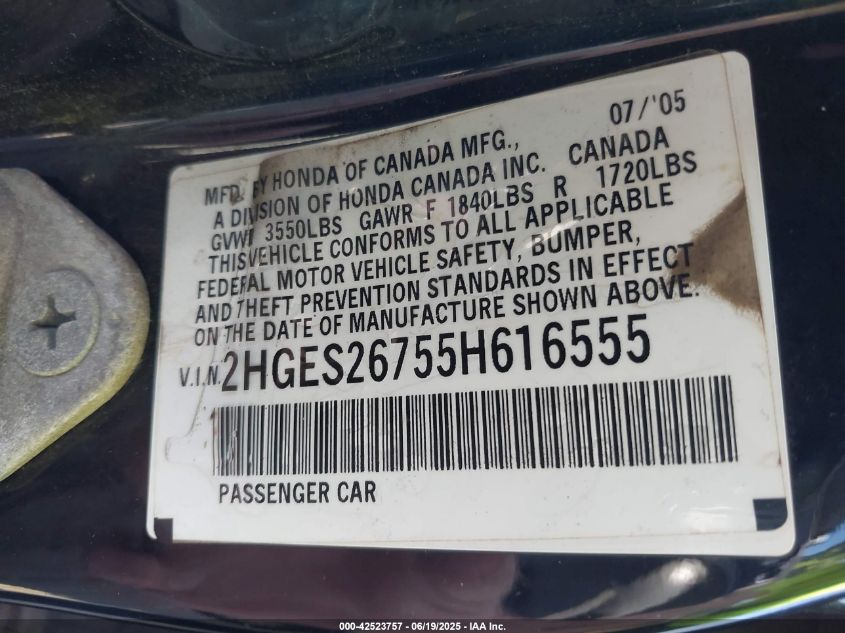 07/'05
MFD. BY HONDA OF CANADA MFG.,
A DIVISION OF HONDA CANADA INC. CANADA
GVWR 3550LBS GAWR F 1840LBS R 1720LBS
THIS VEHICLE CONFORMS TO ALL APPLICABLE
FEDERAL MOTOR VEHICLE SAFETY, BUMPER,
AND THEFT PREVENTION STANDARDS IN EFFECT
ON THE DATE OF MANUFACTURE SHOWN ABOVE.
V.I.N. 2HGES26755H616555
PASSENGER CAR
000-42523757 - 06/19/2025 - IAA Inc.